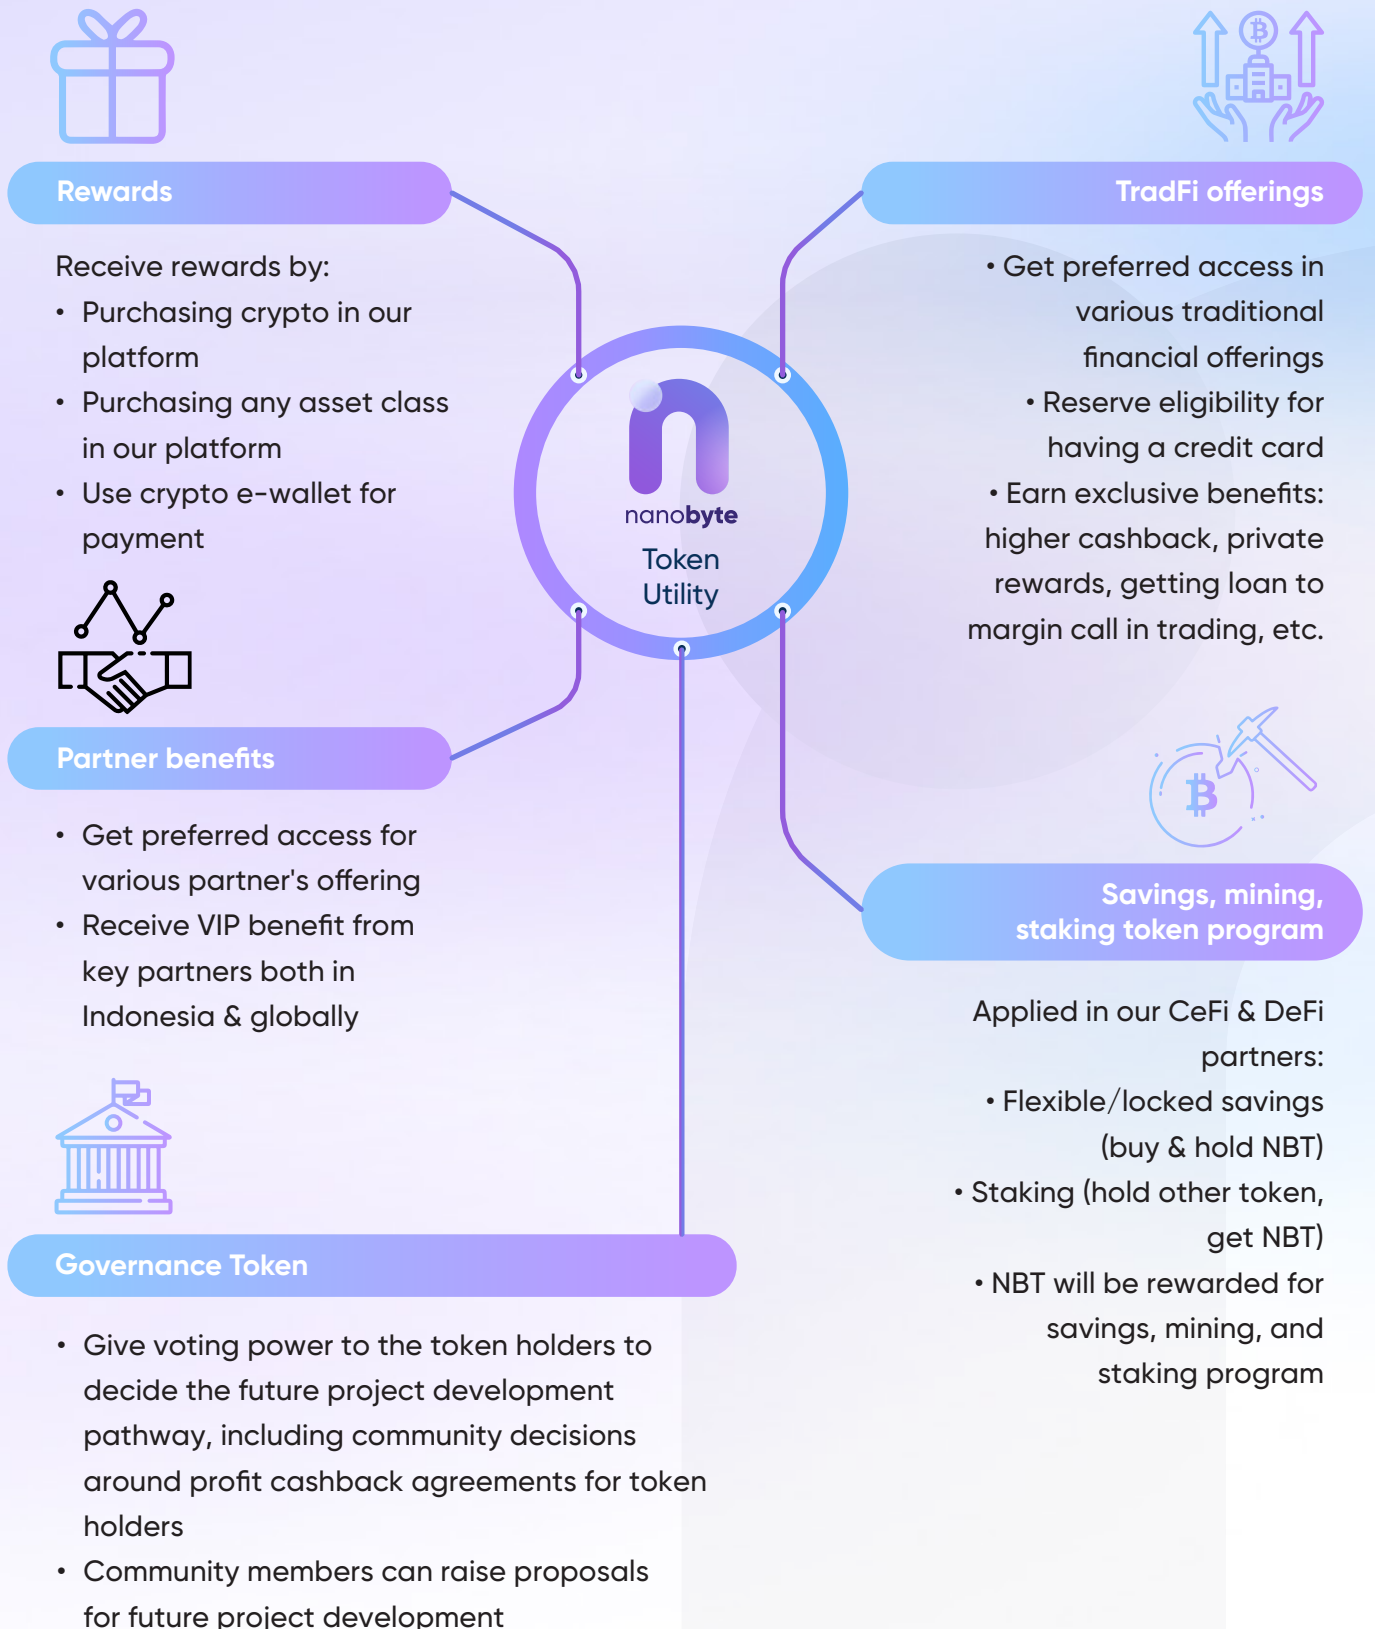 Rewards
Receive rewards by:
• Purchasing crypto in our
platform
• Purchasing any asset class
in our platform
• Use crypto e-wallet for
payment
Partner benefits
• Get preferred access for
various partner's offering
• Receive VIP benefit from
key partners both in
Indonesia & globally
Governance Token
• Give voting power to the token holders to
decide the future project development
pathway, including community decisions
around profit cashback agreements for token
holders
• Community members can raise proposals
for future project development
nanobyte
Token
Utility
TradFi offerings
• Get preferred access in
various traditional
financial offerings
• Reserve eligibility for
having a credit card
• Earn exclusive benefits:
higher cashback, private
rewards, getting loan to
margin call in trading, etc.
Savings, mining,
staking token program
Applied in our CeFi & DeFi
partners:
• Flexible/locked savings
(buy & hold NBT)
• Staking (hold other token,
get NBT)
• NBT will be rewarded for
savings, mining, and
staking program